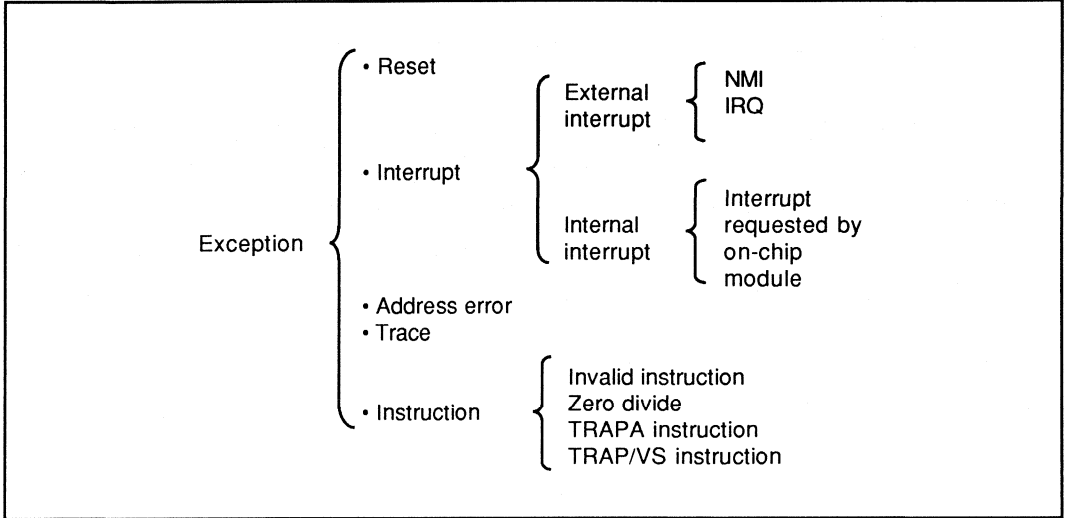 Exception
• Reset
• Interrupt
External
interrupt
NMI
IRQ
Internal
interrupt
Interrupt
requested by
on-chip
module
• Address error
• Trace
• Instruction
Invalid instruction
Zero divide
TRAPA instruction
TRAP/VS instruction